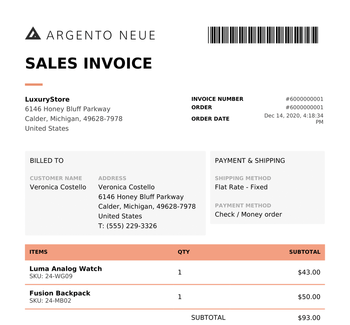 ARGENTO NEUE
SALES INVOICE
LuxuryStore
6146 Honey Bluff Parkway
Calder, Michigan, 49628-7978
United States
INVOICE NUMBER #6000000001
ORDER #6000000001
ORDER DATE Dec 14, 2020, 4:18:34
PM
BILLED TO
CUSTOMER NAME
Veronica Costello
ADDRESS
Veronica Costello
6146 Honey Bluff Parkway
Calder, Michigan, 49628-7978
United States
T: (555) 229-3326
PAYMENT & SHIPPING
SHIPPING METHOD
Flat Rate - Fixed
PAYMENT METHOD
Check / Money order
ITEMS QTY SUBTOTAL
Luma Analog Watch
SKU: 24-WG09
1 $43.00
Fusion Backpack
SKU: 24-MB02
1 $50.00
SUBTOTAL $93.00